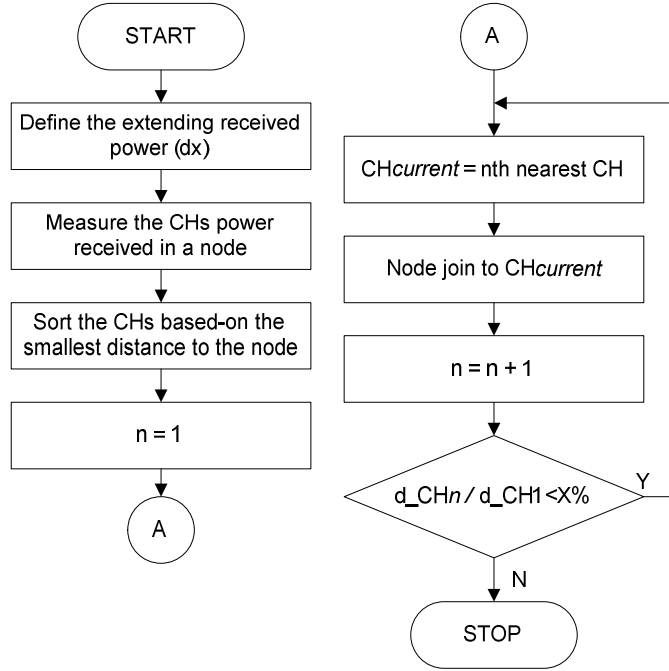 START
Define the extending received
power (dx)
Measure the CHs power
received in a node
Sort the CHs based-on the
smallest distance to the node
n = 1
A
A
CHcurrent = nth nearest CH
Node join to CHcurrent
n = n + 1
d_CHn / d_CH1<X%
Y
N
STOP